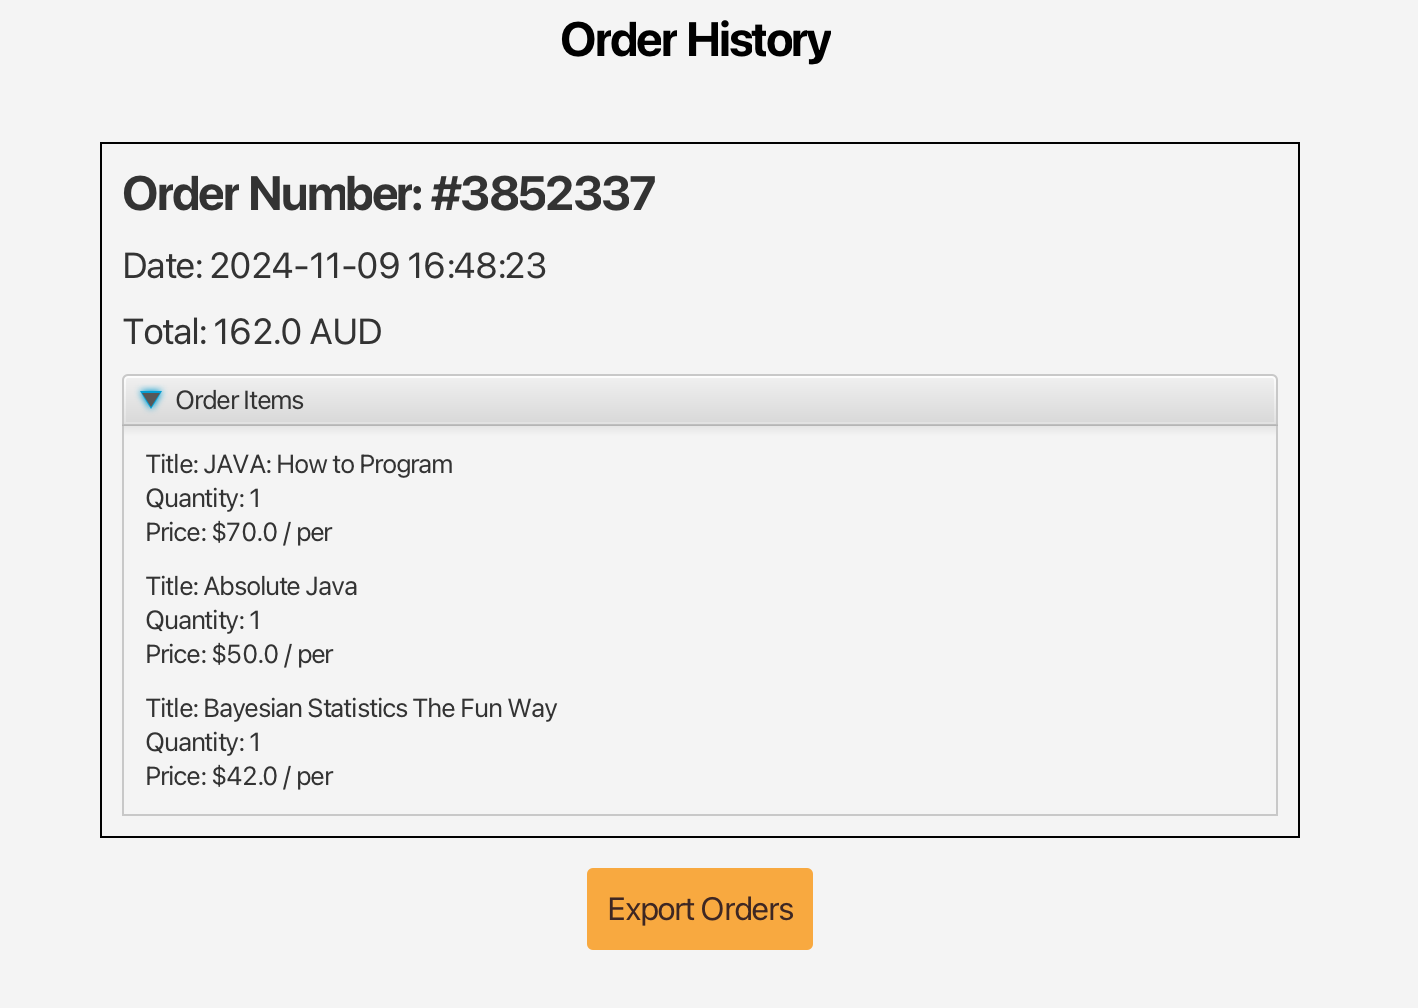 Order History
Order Number: #3852337
Date: 2024-11-09 16:48:23
Total: 162.0 AUD
Order Items
Title: JAVA: How to Program
Quantity: 1
Price: $70.0 / per
Title: Absolute Java
Quantity: 1
Price: $50.0 / per
Title: Bayesian Statistics The Fun Way
Quantity: 1
Price: $42.0 / per
Export Orders